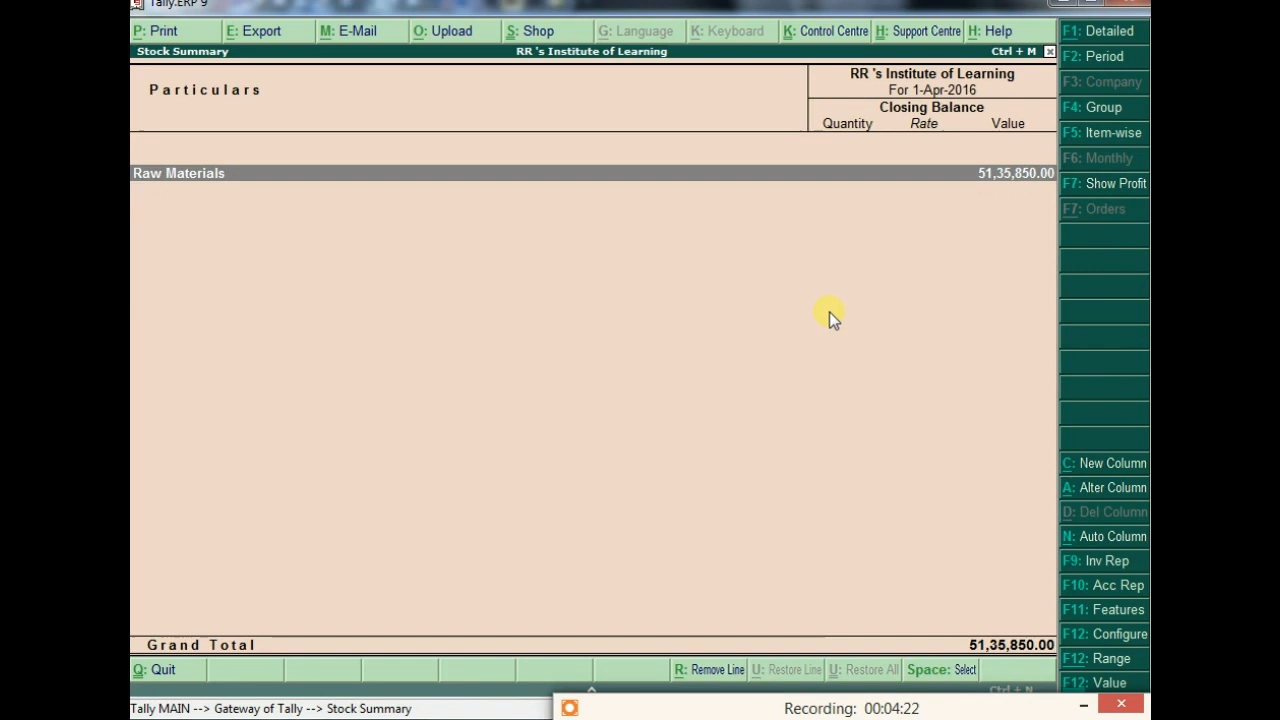 Tally.ERP 9
P: Print E: Export M: E-Mail O: Upload S: Shop G: Language K: Keyboard K: Control Centre H: Support Centre H: Help
Stock Summary RR 's Institute of Learning Ctrl + M
Particulars
RR 's Institute of Learning
For 1-Apr-2016
Closing Balance
Quantity Rate Value
Raw Materials 51,35,850.00
Grand Total 51,35,850.00
F1: Detailed
F2: Period
F3: Company
F4: Group
F5: Item-wise
F6: Monthly
F7: Show Profit
F7: Orders
C: New Column
A: Alter Column
D: Del Column
N: Auto Column
F9: Inv Rep
F10: Acc Rep
F11: Features
F12: Configure
F12: Range
F12: Value
Q: Quit R: Remove Line U: Restore Line U: Restore All Space: Select
Ctrl + N
Tally MAIN --> Gateway of Tally --> Stock Summary
Recording: 00:04:22